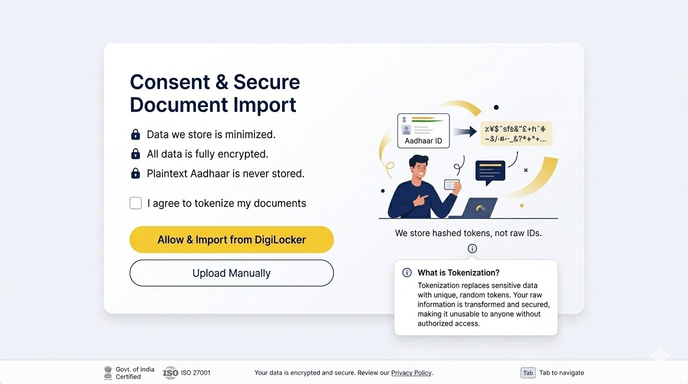 Consent & Secure
Document Import
Data we store is minimized.
All data is fully encrypted.
Plaintext Aadhaar is never stored.
I agree to tokenize my documents
Allow & Import from DigiLocker
Upload Manually
Aadhaar ID
We store hashed tokens, not raw IDs.
What is Tokenization?
Tokenization replaces sensitive data
with unique, random tokens. Your raw
information is transformed and secured,
making it unusable to anyone without
authorized access.
Govt. of India
Certified
ISO
ISO 27001
Your data is encrypted and secure. Review our Privacy Policy.
Tab
Tab to navigate